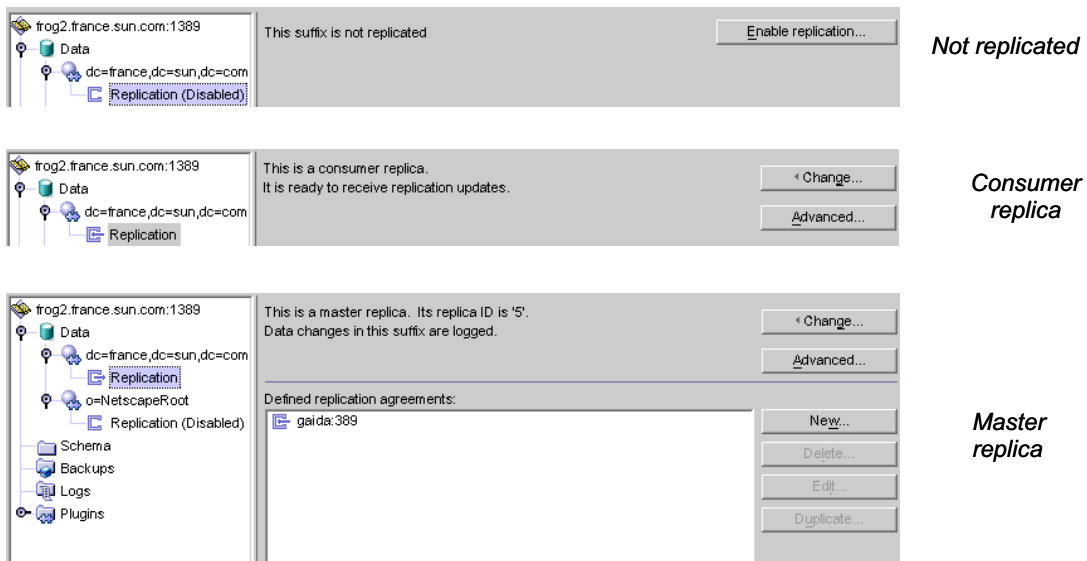 frog2.france.sun.com:1389
Data
dc=france,dc=sun,dc=com
Replication (Disabled)
This suffix is not replicated
Enable replication...
Not replicated
frog2.france.sun.com:1389
Data
dc=france,dc=sun,dc=com
Replication
This is a consumer replica.
It is ready to receive replication updates.
Change...
Advanced...
Consumer
replica
frog2.france.sun.com:1389
Data
dc=france,dc=sun,dc=com
Replication
o=NetscapeRoot
Replication (Disabled)
Schema
Backups
Logs
Plugins
This is a master replica. Its replica ID is '5'.
Data changes in this suffix are logged.
Change...
Advanced...
Defined replication agreements:
gaida:389
New...
Delete...
Edit...
Duplicate...
Master
replica